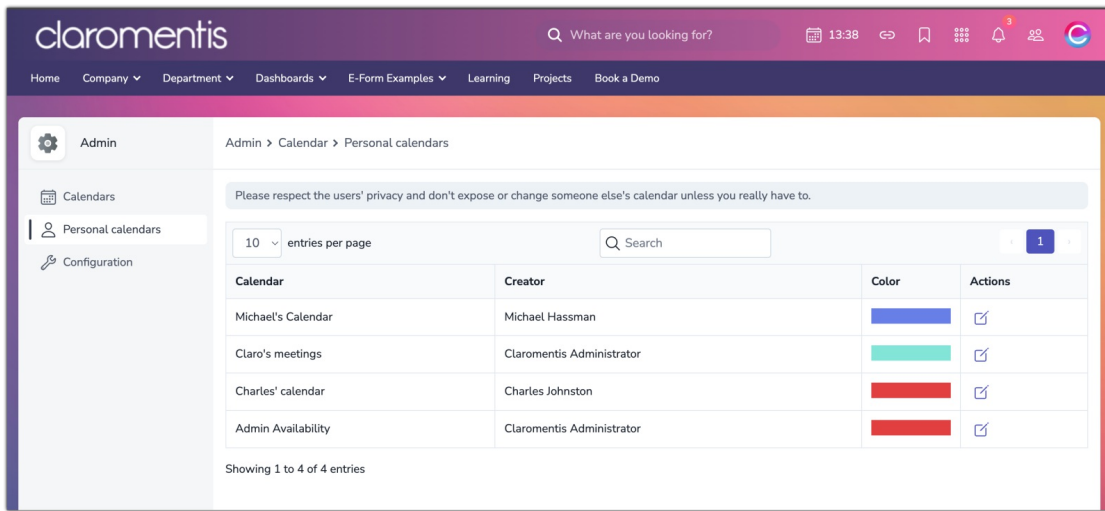 claromentis
What are you looking for?
13:38
3
Home Company Department Dashboards E-Form Examples Learning Projects Book a Demo
Admin
Admin > Calendar > Personal calendars
Calendars
Personal calendars
Configuration
Please respect the users' privacy and don't expose or change someone else's calendar unless you really have to.
10 entries per page
Search
1
Calendar Creator Color Actions
Michael's Calendar Michael Hassman
Claro's meetings Claromentis Administrator
Charles' calendar Charles Johnston
Admin Availability Claromentis Administrator
Showing 1 to 4 of 4 entries